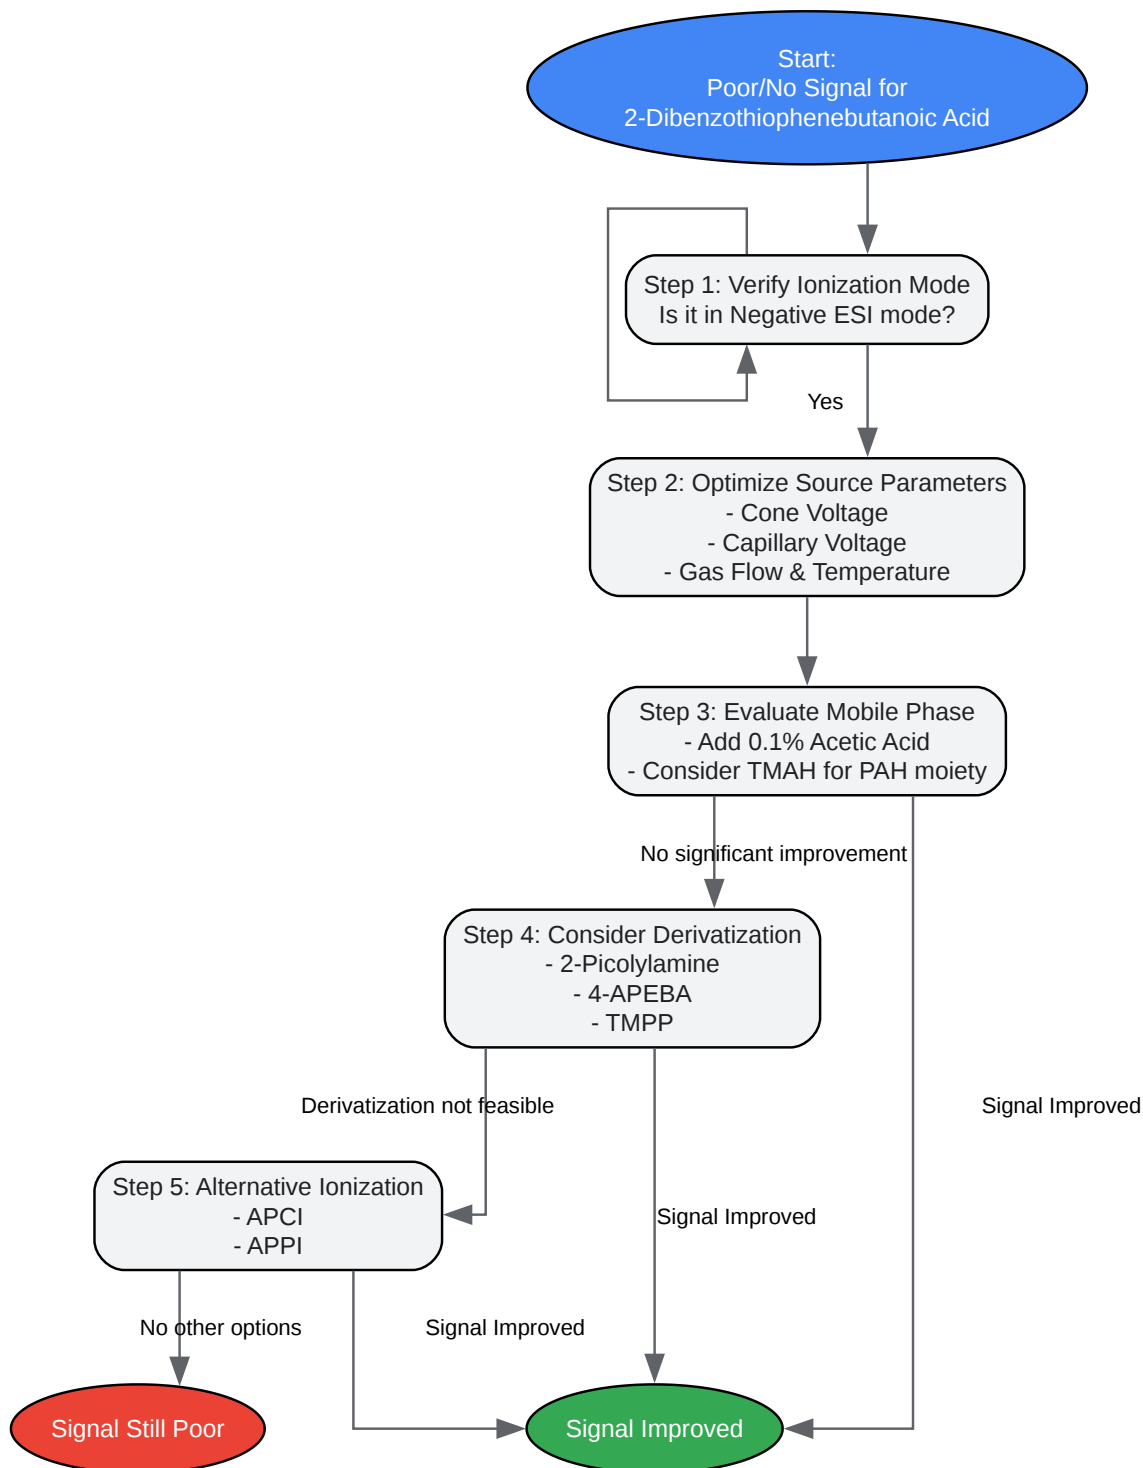 Start:
Poor/No Signal for
2-Dibenzothiophenebutanoic Acid
Step 1: Verify Ionization Mode
Is it in Negative ESI mode?
Yes
Step 2: Optimize Source Parameters
- Cone Voltage
- Capillary Voltage
- Gas Flow & Temperature
Step 3: Evaluate Mobile Phase
- Add 0.1% Acetic Acid
- Consider TMAH for PAH moiety
No significant improvement
Step 4: Consider Derivatization
- 2-Picolylamine
- 4-APEBA
- TMPP
Derivatization not feasible
Signal Improved
Step 5: Alternative Ionization
- APCI
- APPI
Signal Improved
No other options
Signal Improved
Signal Still Poor
Signal Improved